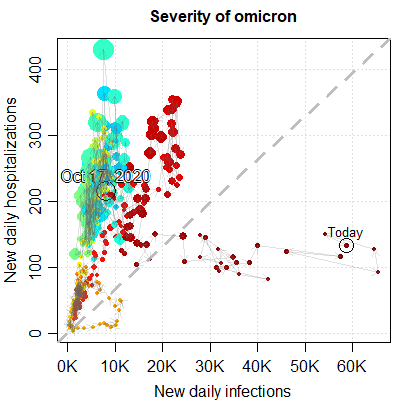 Severity of omicron
New daily hospitalizations
400
300
200
100
0
Oct 17, 2020
Today
0K 10K 20K 30K 40K 50K 60K
New daily infections